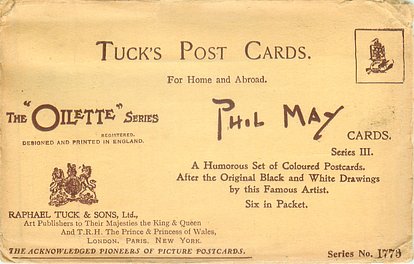 TUCK'S POST CARDS.
For Home and Abroad.
THE "OILETTE" SERIES
REGISTERED.
DESIGNED AND PRINTED IN ENGLAND.
PHIL MAY
CARDS.
Series III.
A Humorous Set of Coloured Postcards.
After the Original Black and White Drawings
by this Famous Artist.
Six in Packet.
RAPHAEL TUCK & SONS, Ltd.,
Art Publishers to Their Majesties the King & Queen
And T.R.H. The Prince & Princess of Wales,
LONDON. PARIS. NEW YORK.
THE ACKNOWLEDGED PIONEERS OF PICTURE POSTCARDS.
Series No. 1773